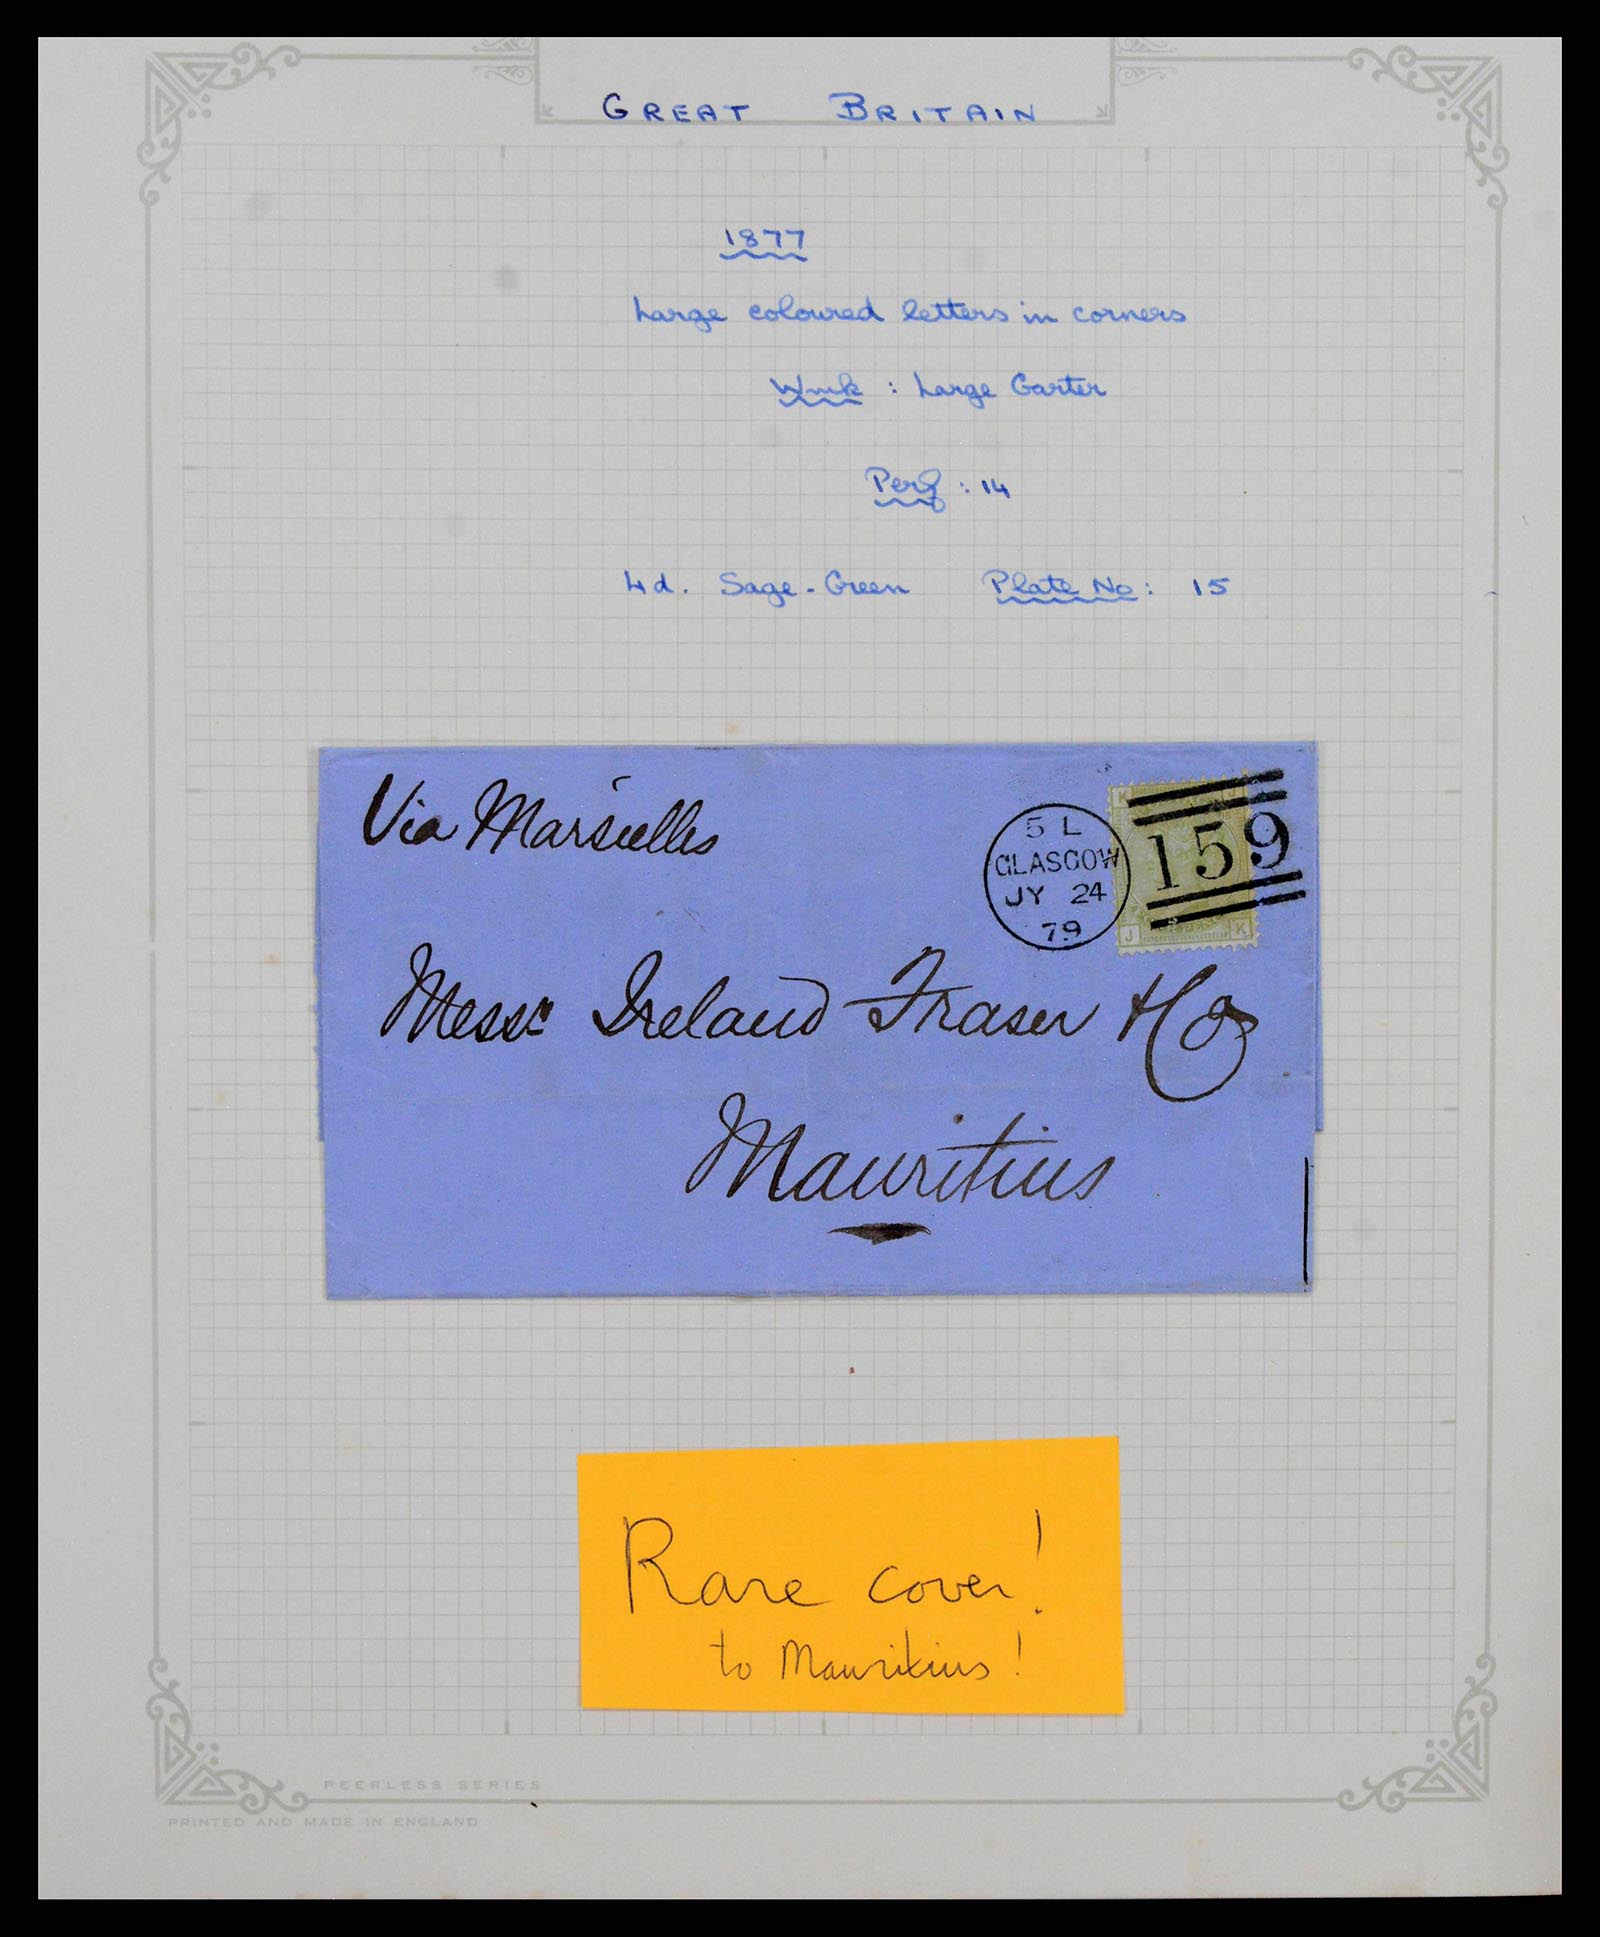 GREAT BRITAIN
1877
Large coloured letters in corners
Wmk : Large Garter
Perf : 14
4d. Sage-Green Plate No: 15
Via Marseilles
K J
5 L
GLASGOW
JY 24
79
159
J K
Messrs Ireland Fraser & Co
Mauritius
Rare cover!
to Mauritius!
PEERLESS SERIES
PRINTED AND MADE IN ENGLAND